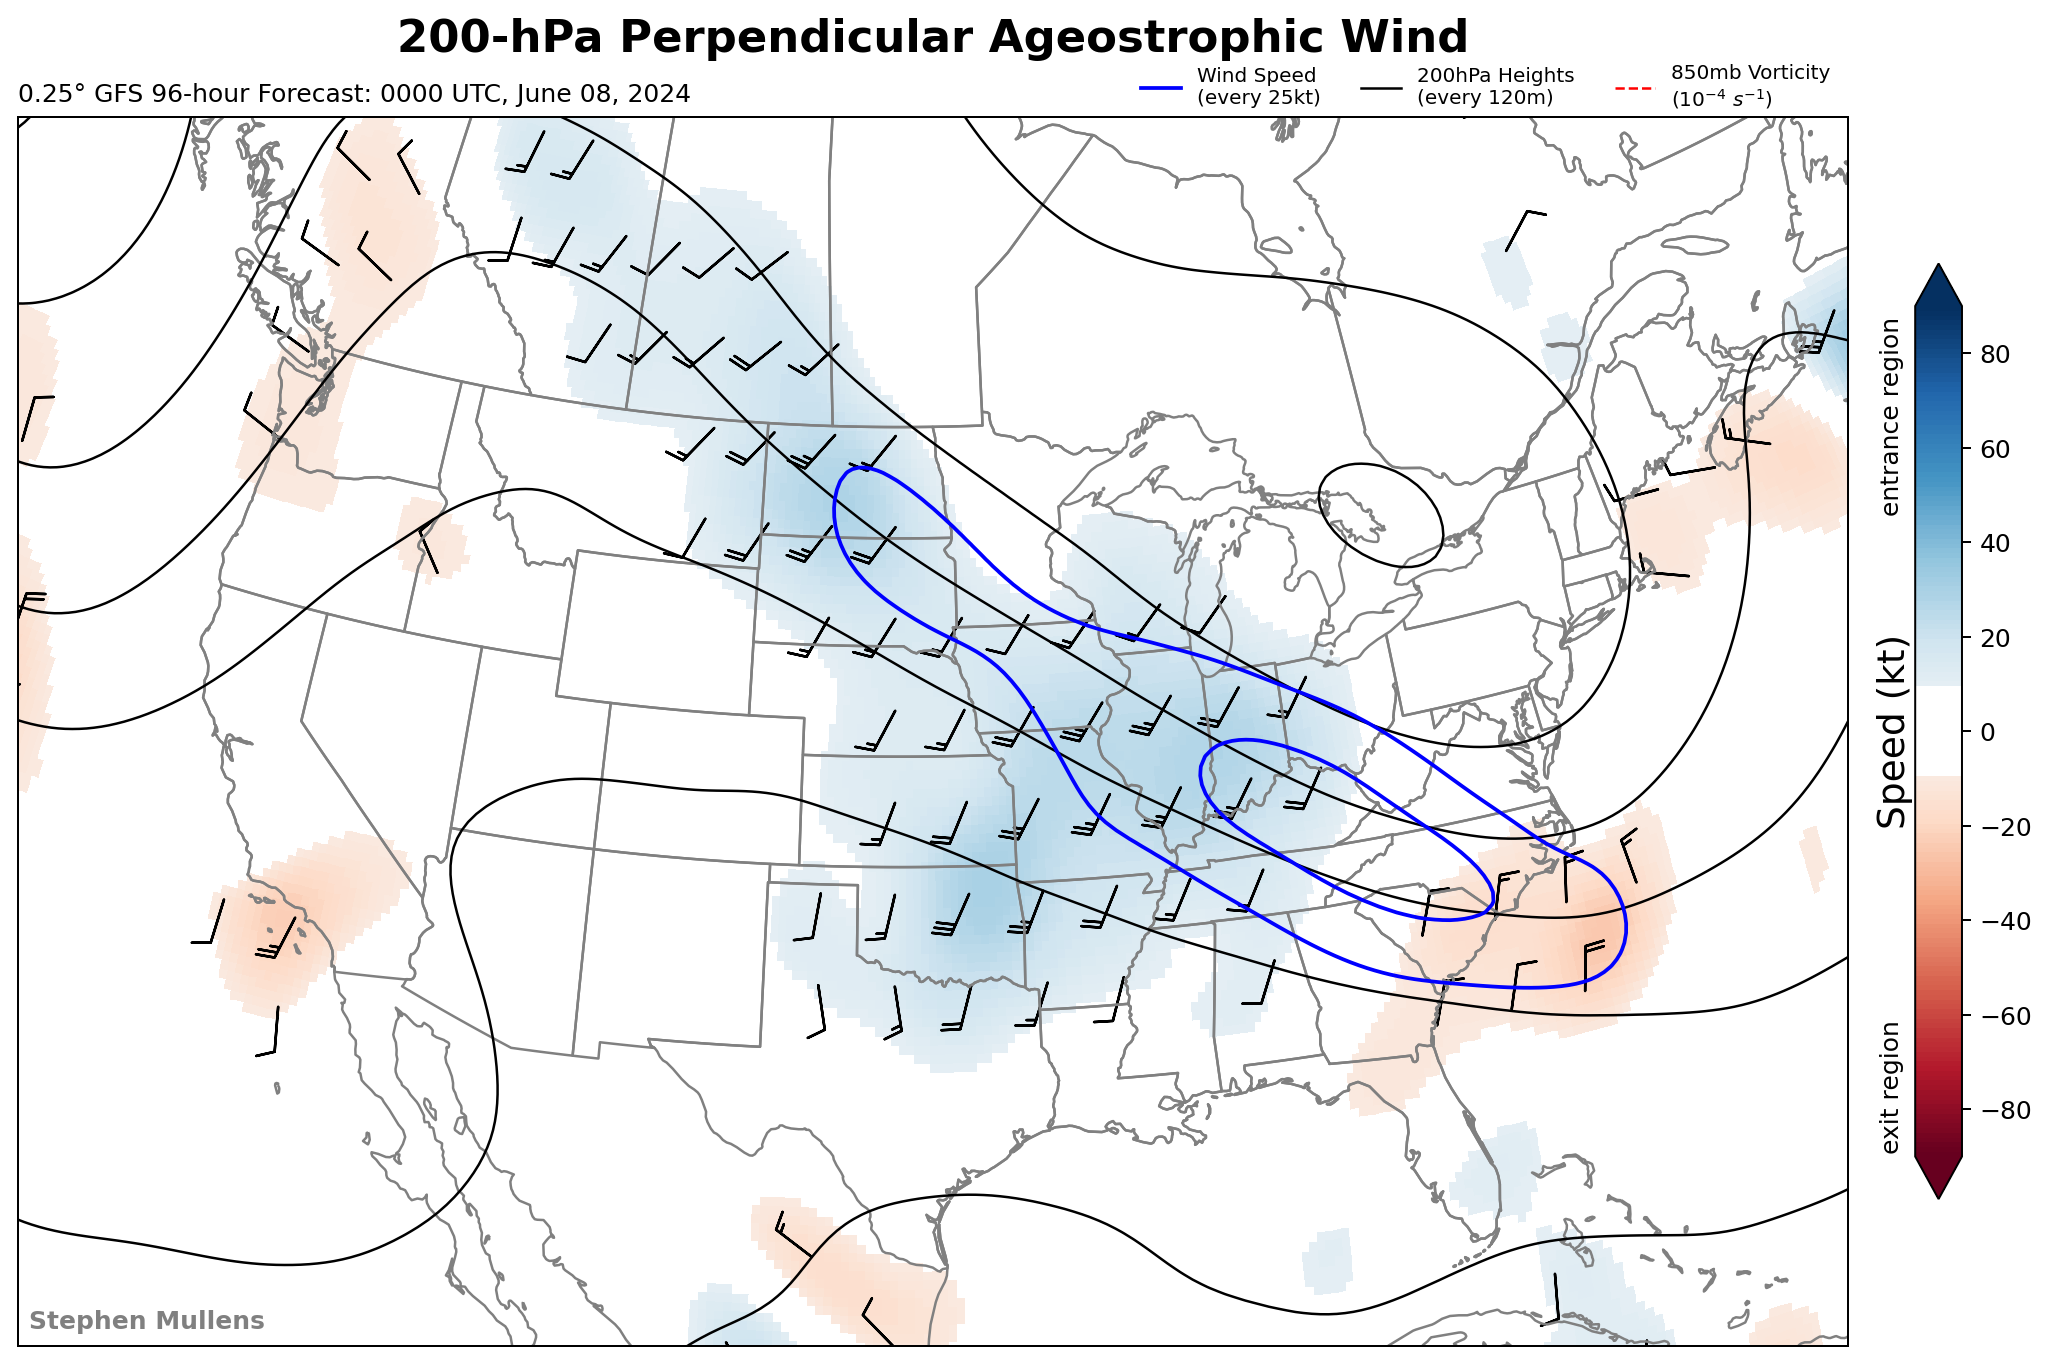 200-hPa Perpendicular Ageostrophic Wind
0.25° GFS 96-hour Forecast: 0000 UTC, June 08, 2024
Wind Speed
(every 25kt)
200hPa Heights
(every 120m)
850mb Vorticity
(10⁻⁴ s⁻¹)
80
60
40
20
0
−20
−40
−60
−80
entrance region
Speed (kt)
exit region
Stephen Mullens